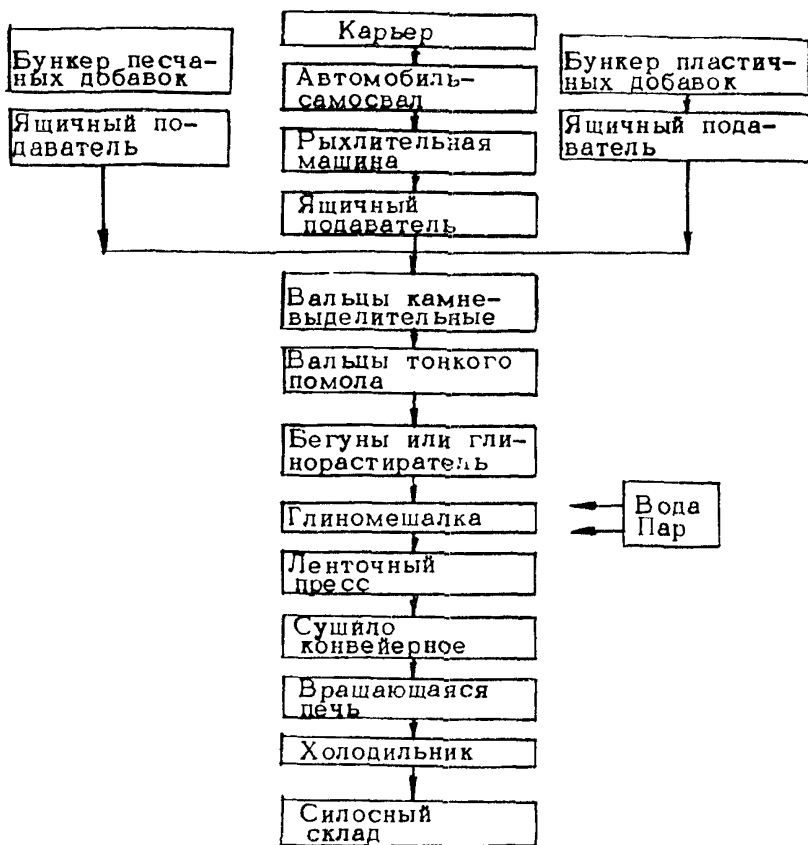 Карьер
Бункер песча-
ных добавок
Автомобиль-
самосвал
Бункер пластич-
ных добавок
Ящичный по-
даватель
Рыхлительная
машина
Ящичный пода-
ватель
Ящичный
подаватель
Вальцы камне-
выделительные
Вальцы тонкого
помола
Бегуны или гли-
норастиратель
Глиномешалка
Вода
Пар
Ленточный
пресс
Сушило
конвейерное
Вращающаяся
печь
Холодильник
Силосный
склад